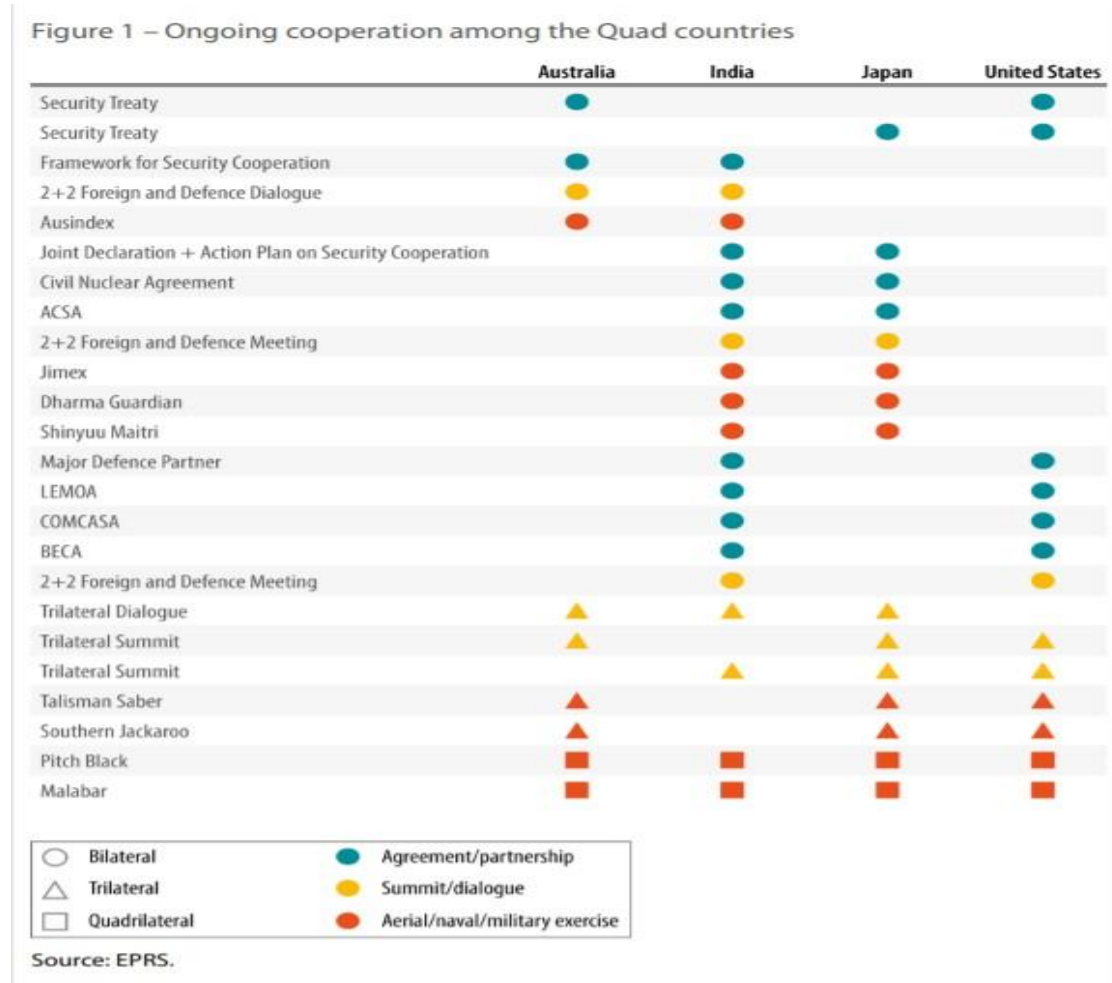 Figure 1 – Ongoing cooperation among the Quad countries
Australia India Japan United States
Security Treaty
Security Treaty
Framework for Security Cooperation
2+2 Foreign and Defence Dialogue
Ausindex
Joint Declaration + Action Plan on Security Cooperation
Civil Nuclear Agreement
ACSA
2+2 Foreign and Defence Meeting
Jimex
Dharma Guardian
Shinyuu Maitri
Major Defence Partner
LEMOA
COMCASA
BECA
2+2 Foreign and Defence Meeting
Trilateral Dialogue
Trilateral Summit
Trilateral Summit
Talisman Saber
Southern Jackaroo
Pitch Black
Malabar
Bilateral Agreement/partnership
Trilateral Summit/dialogue
Quadrilateral Aerial/naval/military exercise
Source: EPRS.